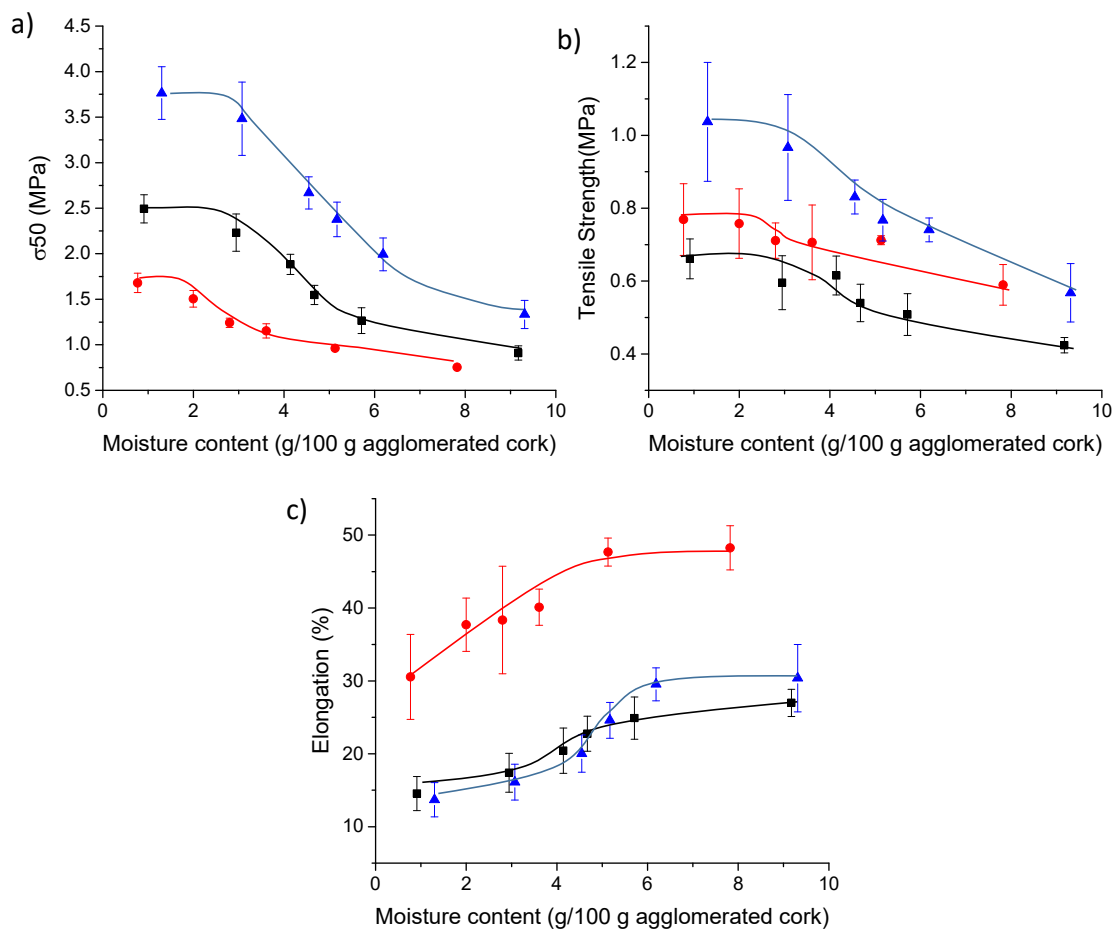 a)
4.5
4.0
3.5
3.0
2.5
2.0
1.5
1.0
0.5
σ50 (MPa)
0 2 4 6 8 10
Moisture content (g/100 g agglomerated cork)
b)
1.2
1.0
0.8
0.6
0.4
Tensile Strength(MPa)
0 2 4 6 8 10
Moisture content (g/100 g agglomerated cork)
c)
50
40
30
20
10
Elongation (%)
0 2 4 6 8 10
Moisture content (g/100 g agglomerated cork)